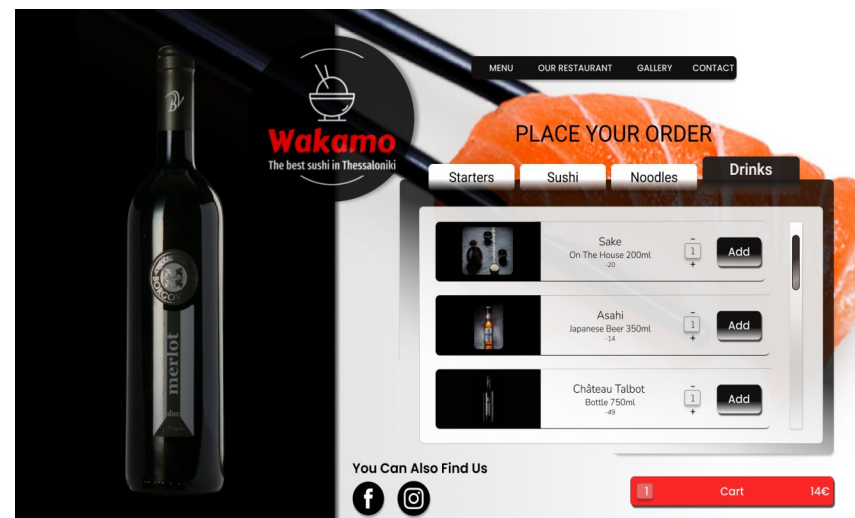 MENU OUR RESTAURANT GALLERY CONTACT
Wakamo
The best sushi in Thessaloniki
PLACE YOUR ORDER
Starters Sushi Noodles Drinks
Sake
On The House 200ml
-20
-
1
+
Add
Asahi
Japanese Beer 350ml
-14
-
1
+
Add
Château Talbot
Bottle 750ml
-49
-
1
+
Add
BORGO
merlot
doc
You Can Also Find Us
f
1 Cart 14€